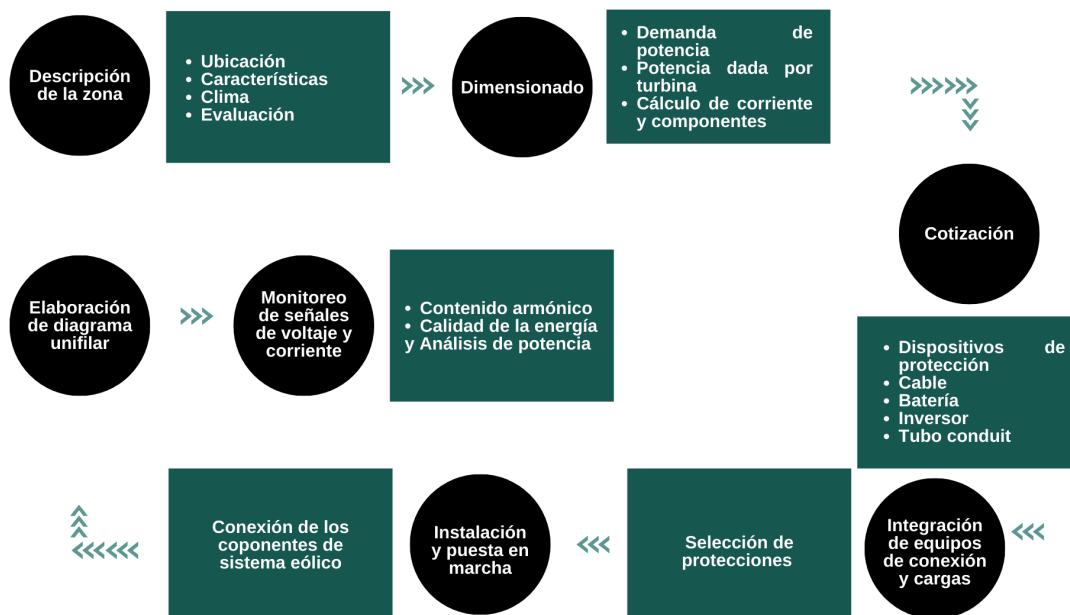 Descripción
de la zona
• Ubicación
• Características
• Clima
• Evaluación
Dimensionado
• Demanda de
potencia
• Potencia dada por
turbina
• Cálculo de corriente
y componentes
Cotización
• Dispositivos de
protección
• Cable
• Batería
• Inversor
• Tubo conduit
Integración
de equipos
de conexión
y cargas
Selección de
protecciones
Instalación
y puesta en
marcha
Conexión de los
coponentes de
sistema eólico
Elaboración
de diagrama
unifilar
Monitoreo
de señales
de voltaje y
corriente
• Contenido armónico
• Calidad de la energía
y Análisis de potencia